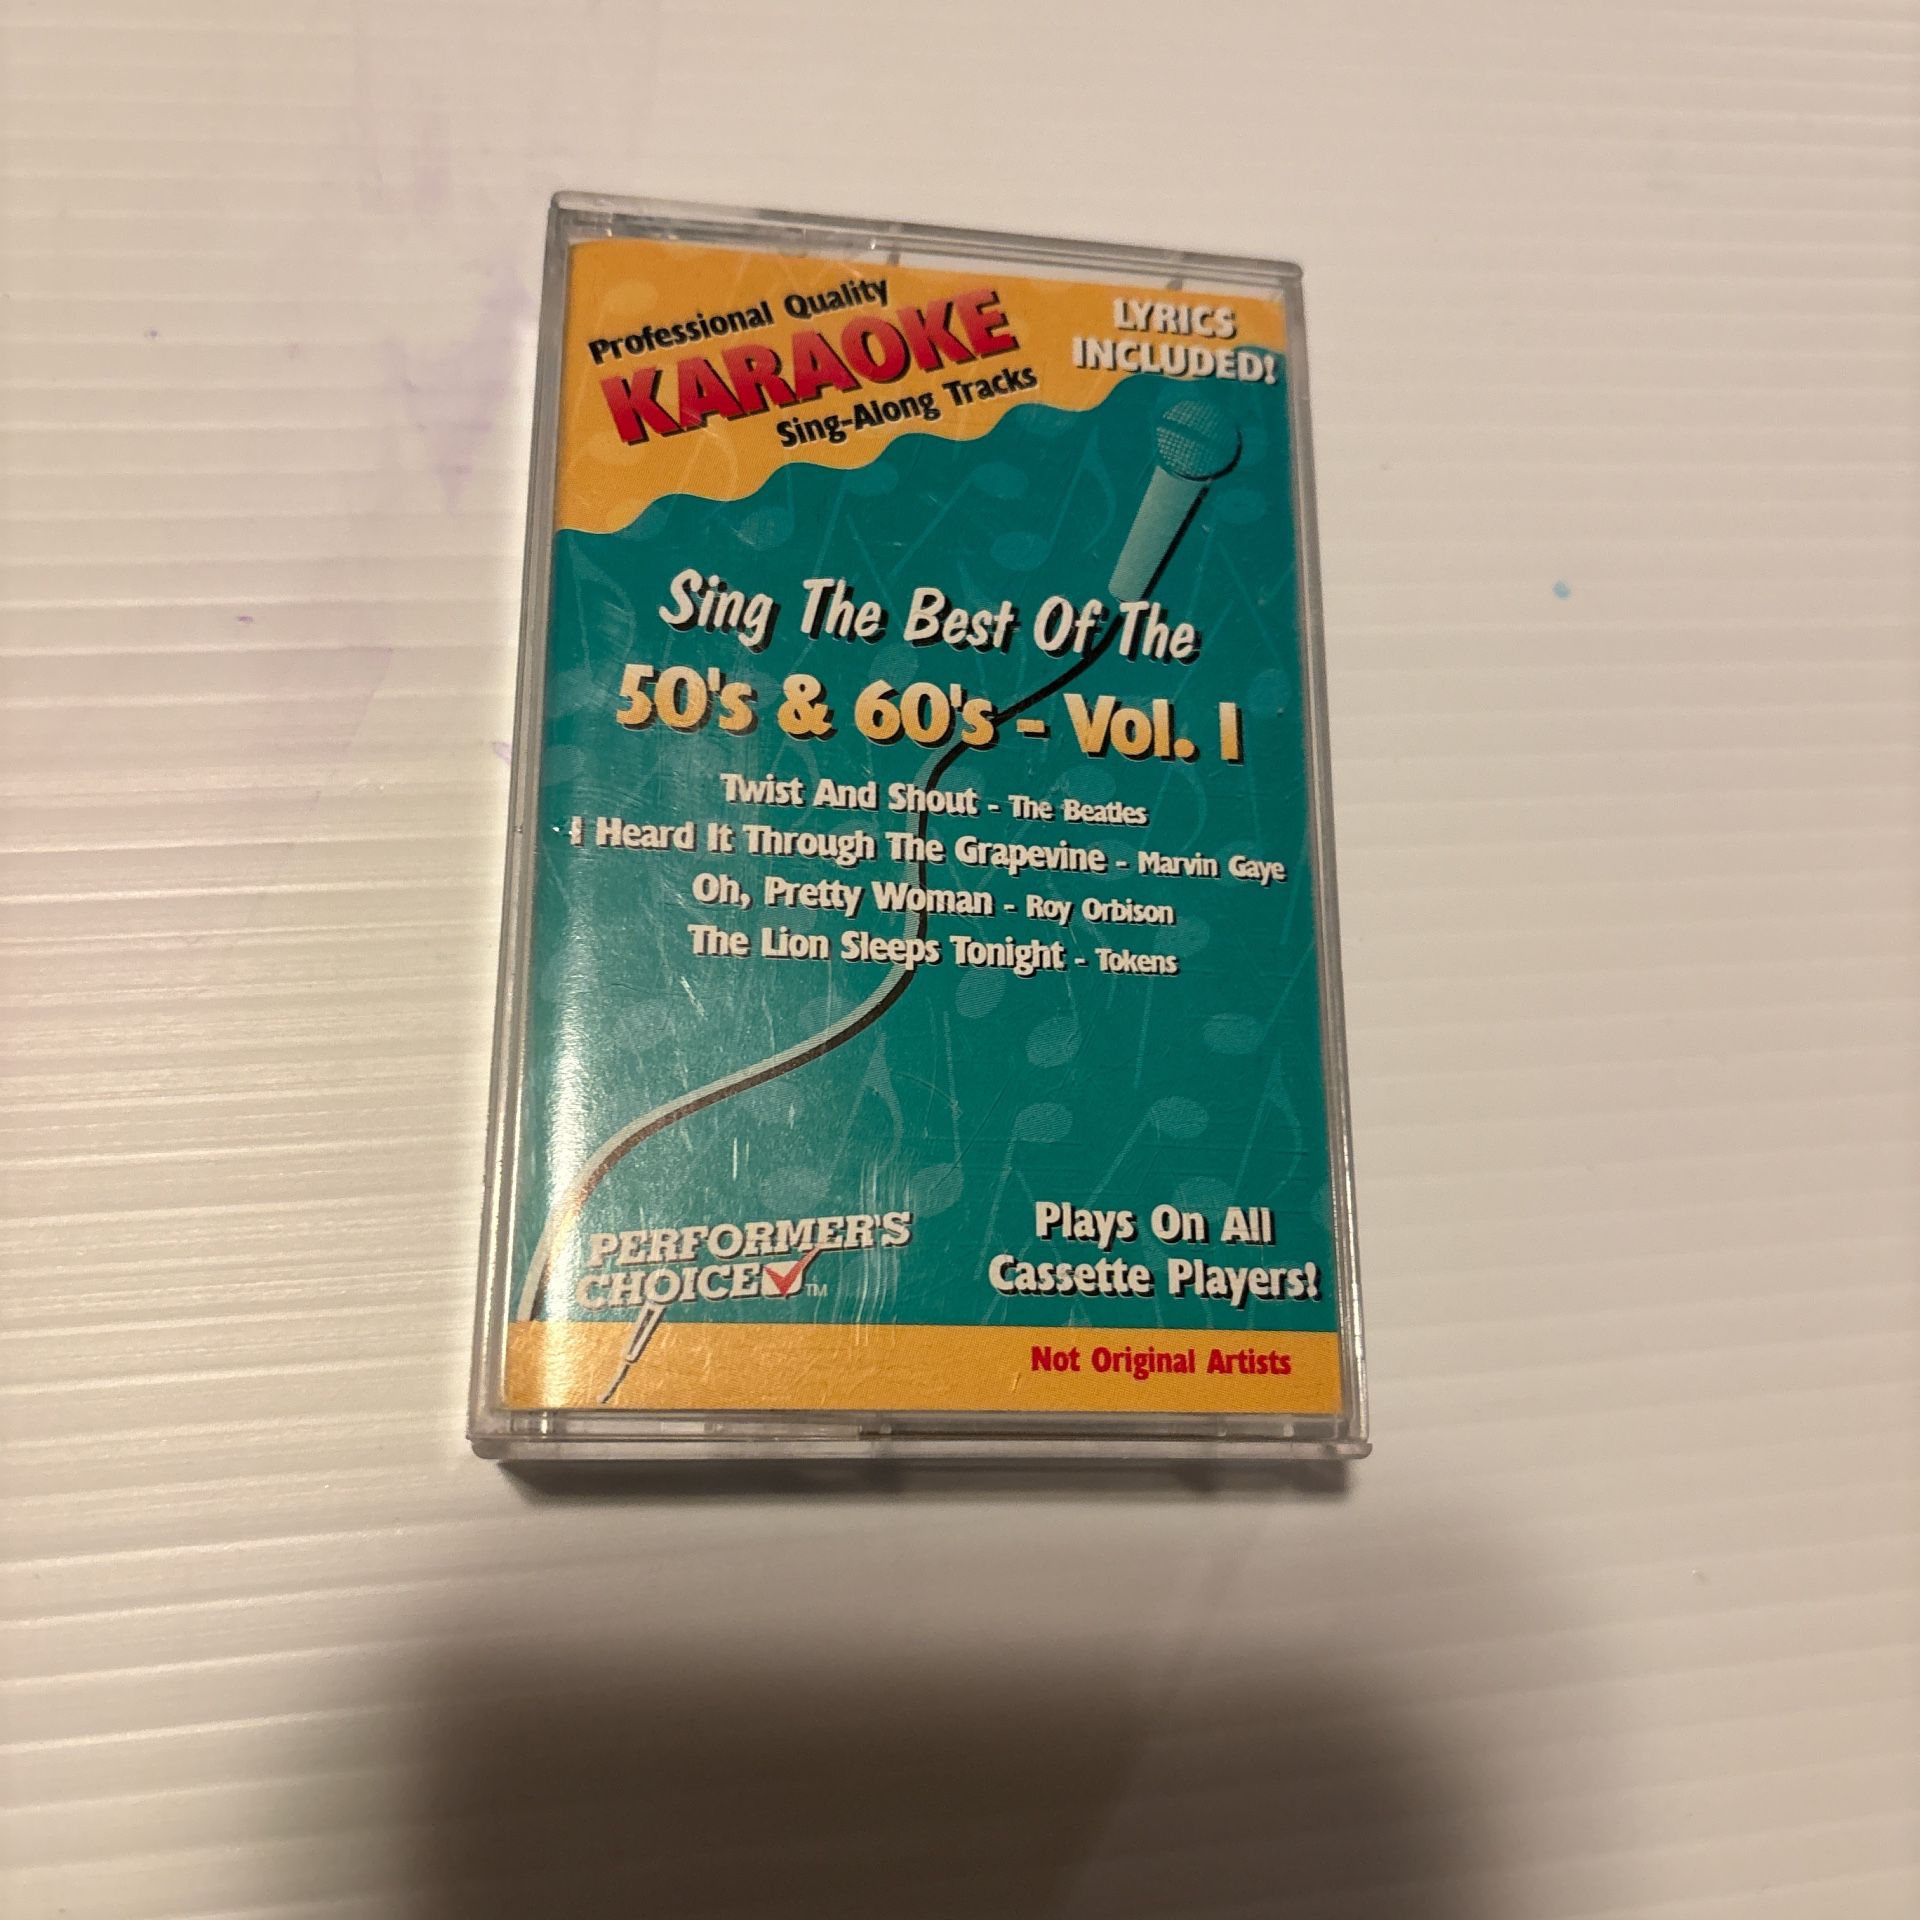 Professional Quality
KARAOKE
Sing-Along Tracks
LYRICS
INCLUDED!
Sing The Best Of The
50's & 60's - Vol. I
Twist And Shout - The Beatles
I Heard It Through The Grapevine - Marvin Gaye
Oh, Pretty Woman - Roy Orbison
The Lion Sleeps Tonight - Tokens
PERFORMER'S
CHOICE TM
Plays On All
Cassette Players!
Not Original Artists